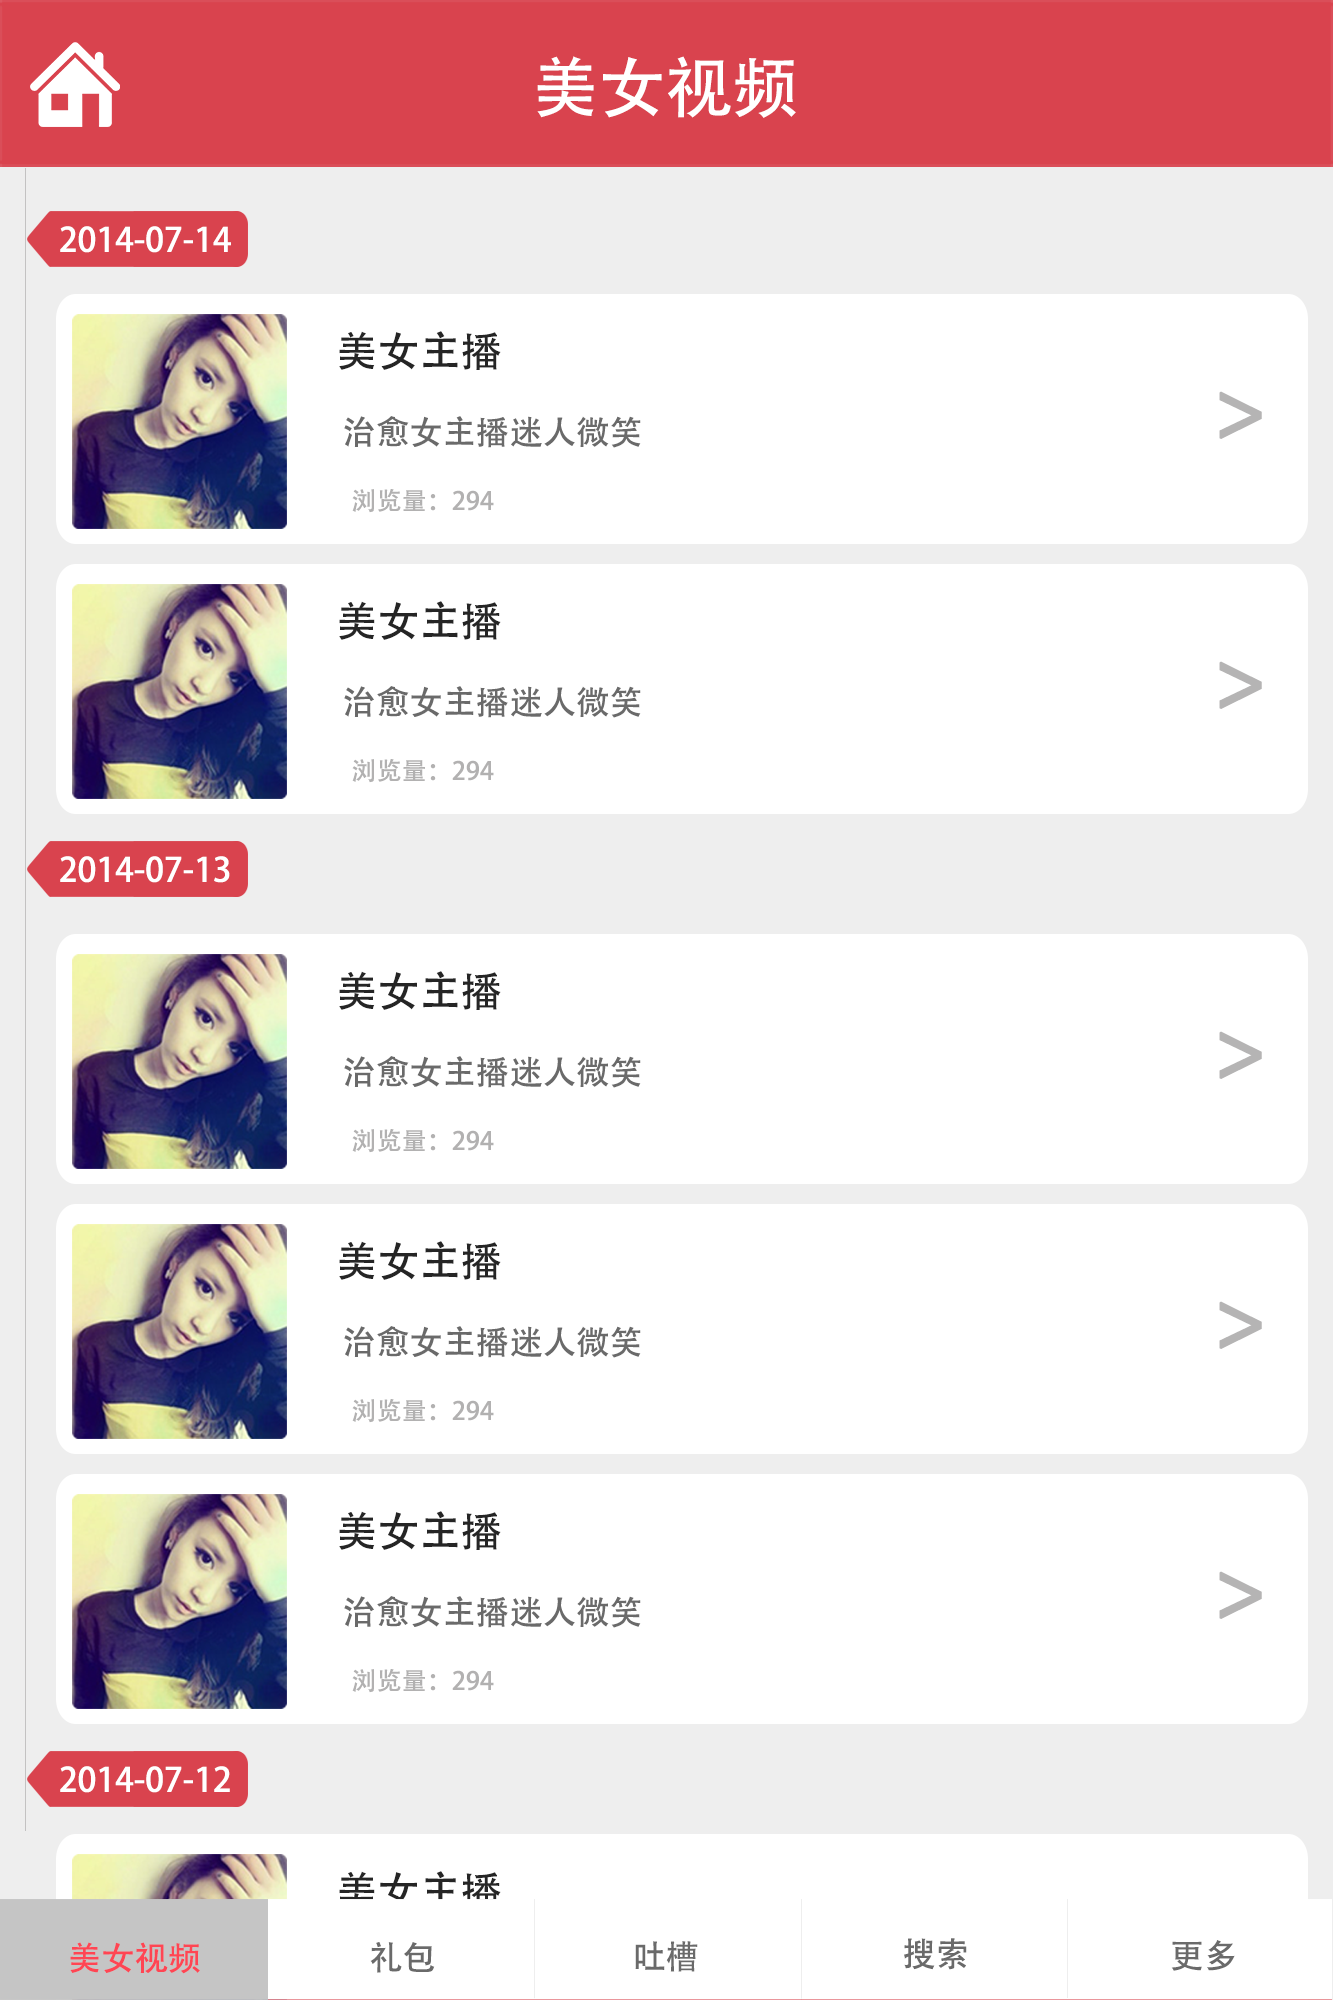 美女视频
2014-07-14
美女主播
治愈女主播迷人微笑
浏览量：294
>
美女主播
治愈女主播迷人微笑
浏览量：294
>
2014-07-13
美女主播
治愈女主播迷人微笑
浏览量：294
>
美女主播
治愈女主播迷人微笑
浏览量：294
>
美女主播
治愈女主播迷人微笑
浏览量：294
>
2014-07-12
美女主播
美女视频 礼包 吐槽 搜索 更多